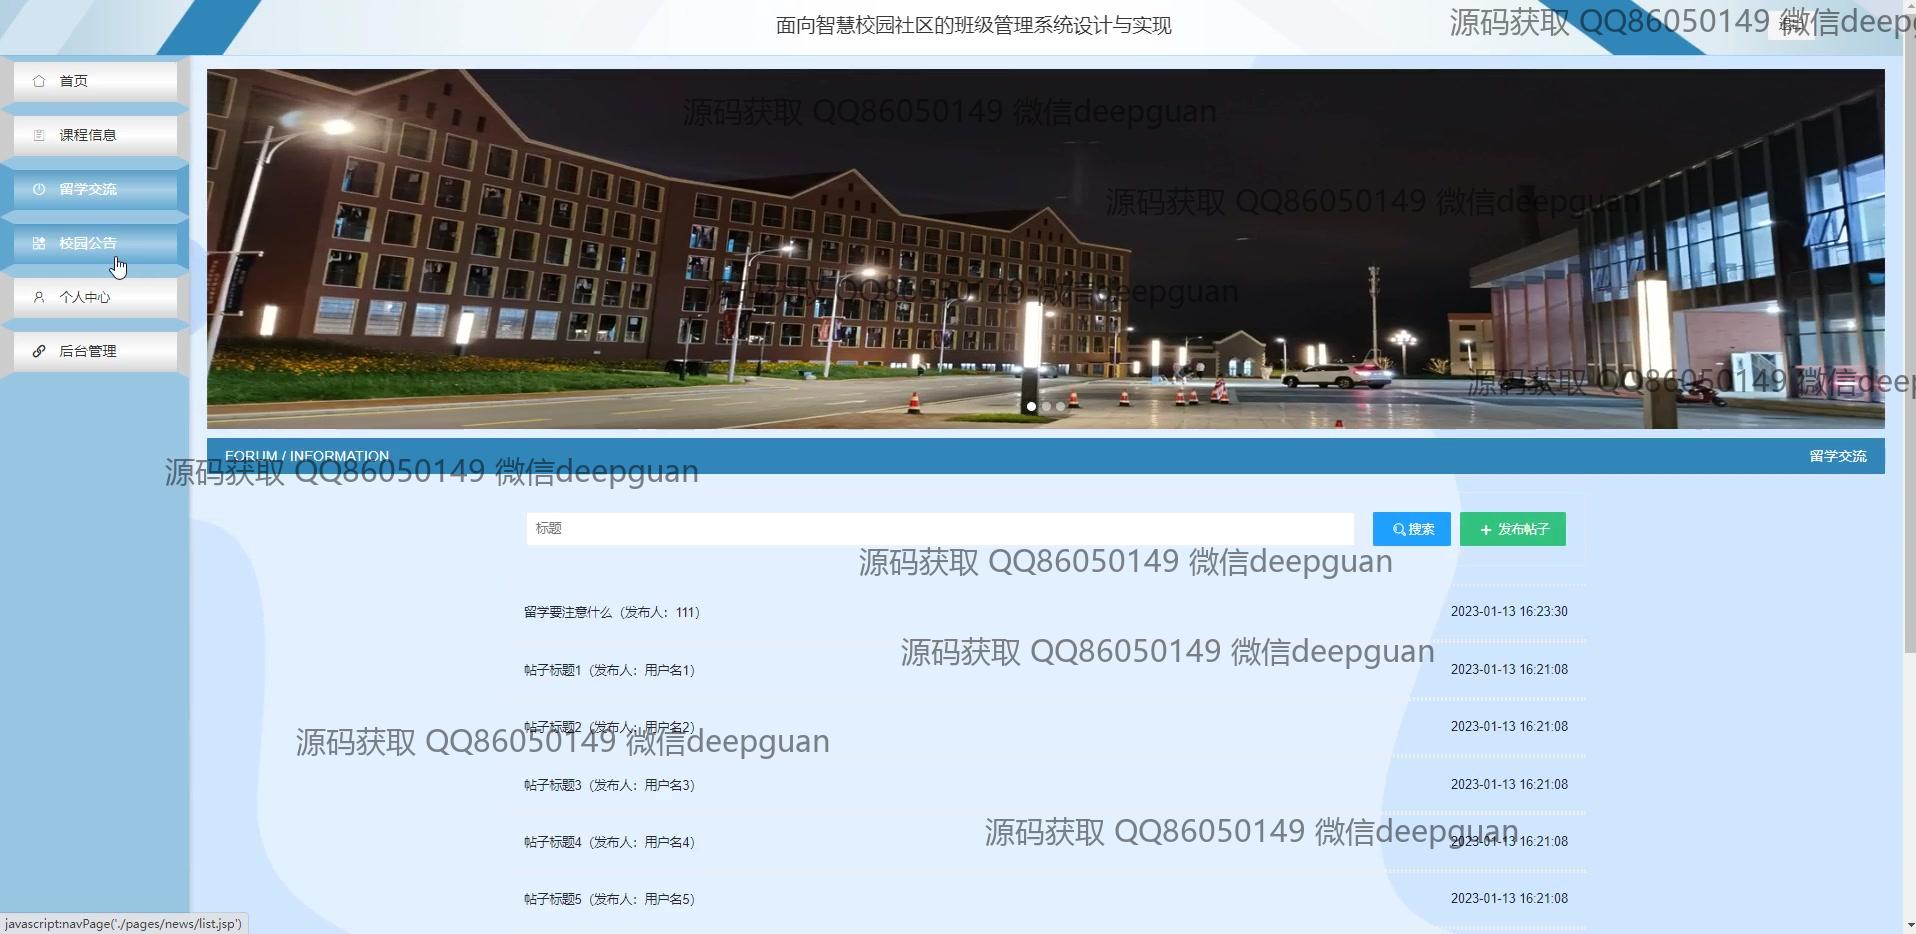 面向智慧校园社区的班级管理系统设计与实现
源码获取 QQ86050149 微信deepg
首页
课程信息
留学交流
校园公告
个人中心
后台管理
源码获取 QQ86050149 微信deepguan
源码获取 QQ86050149 微信deepguan
源码获取 QQ86050149 微信deepguan
源码获取 QQ86050149 微信deep
FORUM / INFORMATION
留学交流
源码获取 QQ86050149 微信deepguan
标题
搜索
+ 发布帖子
源码获取 QQ86050149 微信deepguan
留学要注意什么（发布人：111） 2023-01-13 16:23:30
源码获取 QQ86050149 微信deepguan
帖子标题1（发布人：用户名1） 2023-01-13 16:21:08
帖子标题2（发布人：用户名2） 2023-01-13 16:21:08
源码获取 QQ86050149 微信deepguan
帖子标题3（发布人：用户名3） 2023-01-13 16:21:08
源码获取 QQ86050149 微信deepguan
帖子标题4（发布人：用户名4） 2023-01-13 16:21:08
帖子标题5（发布人：用户名5） 2023-01-13 16:21:08
javascript:navPage('./pages/news/list.jsp')